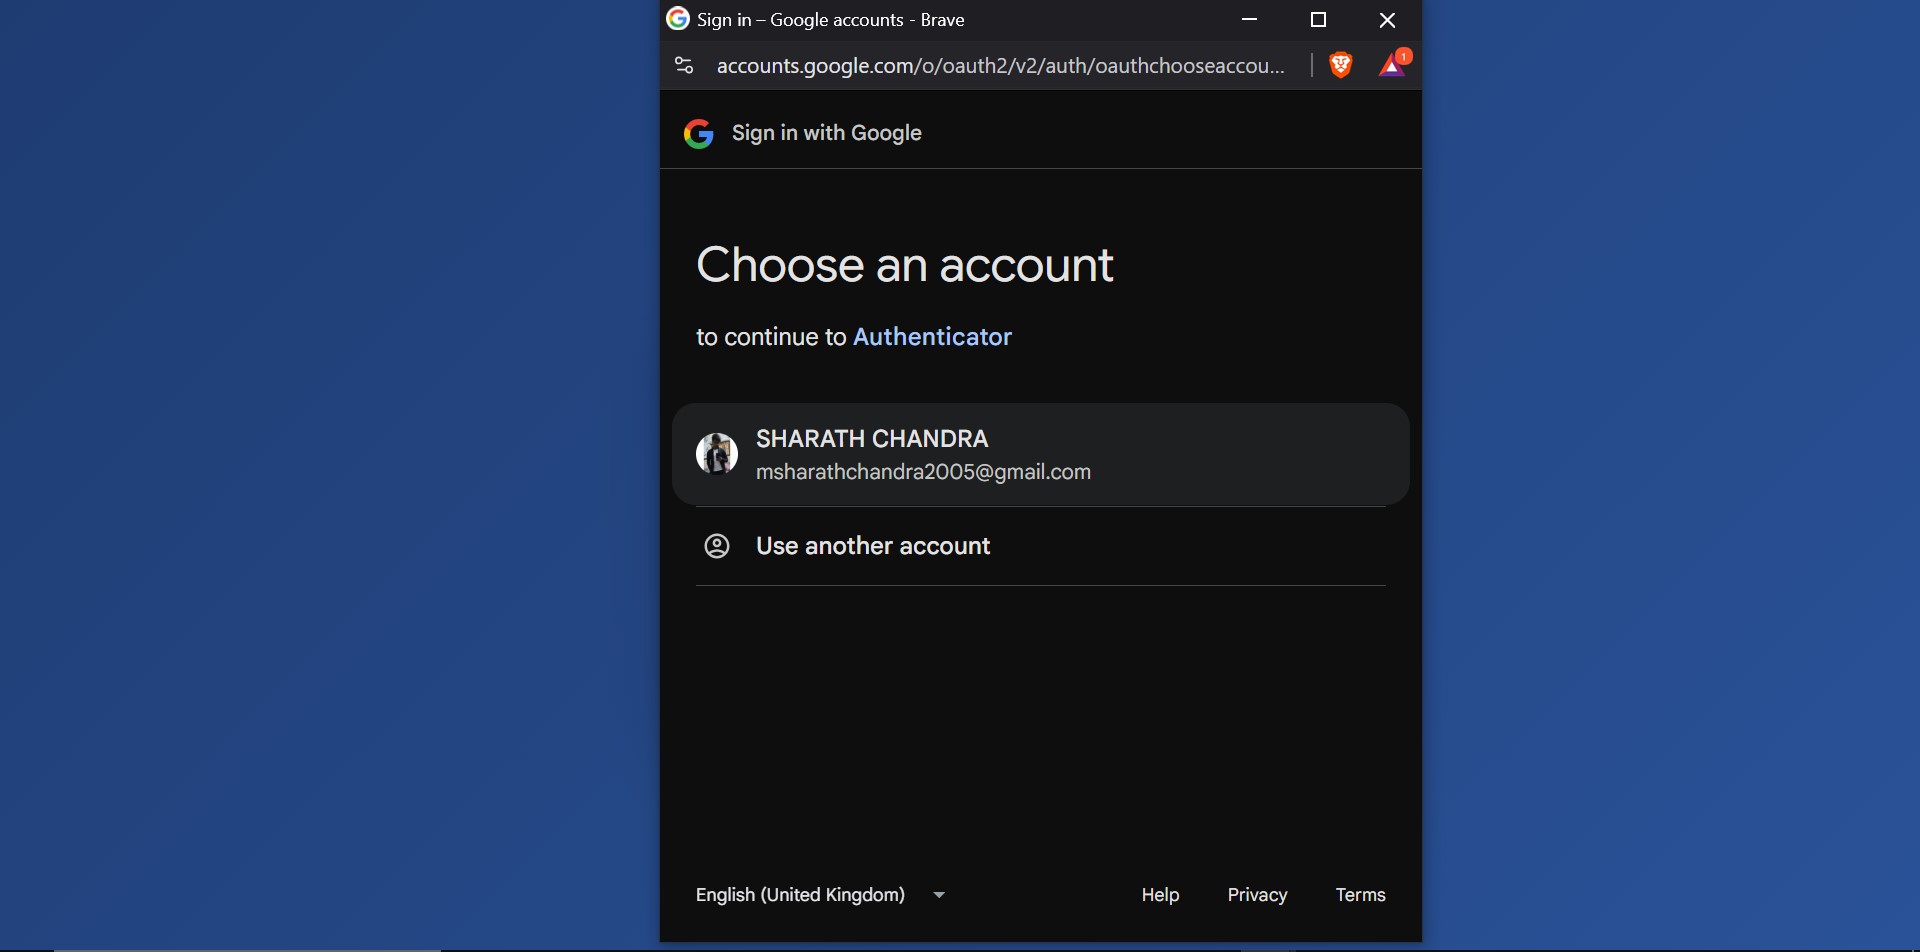 Sign in – Google accounts - Brave
accounts.google.com/o/oauth2/v2/auth/oauthchooseaccou...
1
Sign in with Google
Choose an account
to continue to Authenticator
SHARATH CHANDRA
msharathchandra2005@gmail.com
Use another account
English (United Kingdom)
Help
Privacy
Terms